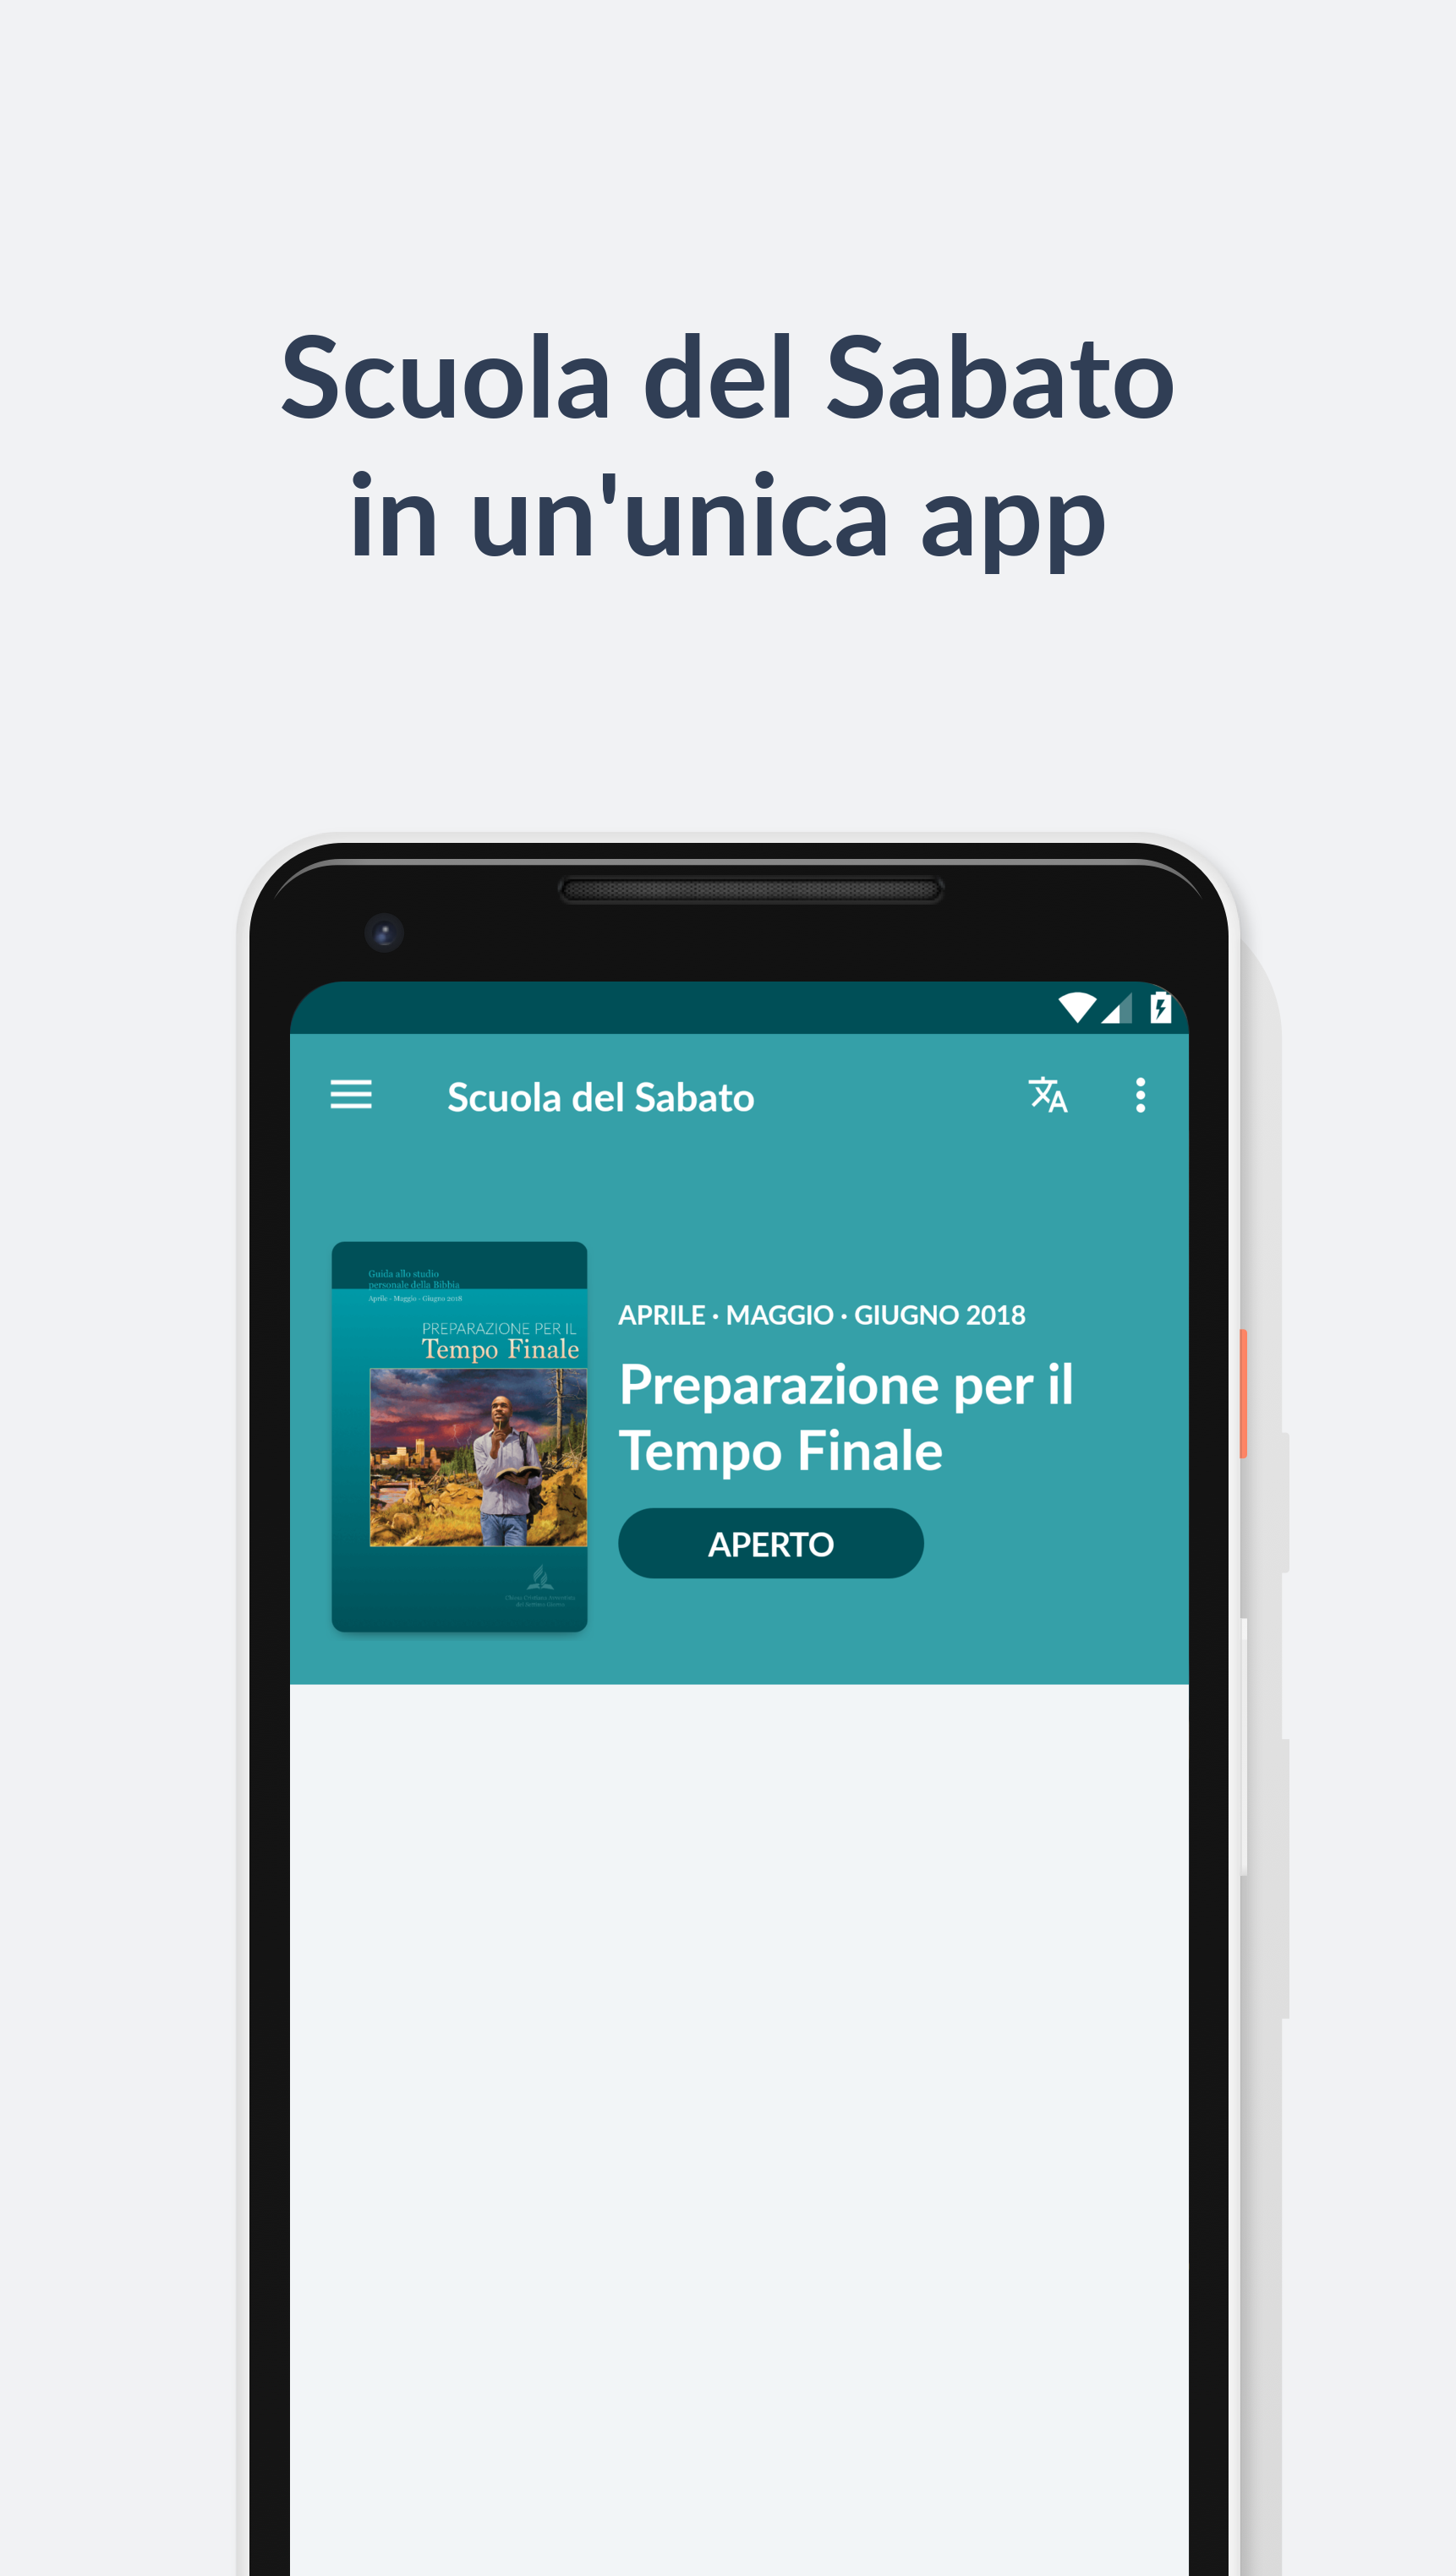 Scuola del Sabato
in un'unica app
Scuola del Sabato
Guida allo studio
personale della Bibbia
Aprile - Maggio - Giugno 2018
PREPARAZIONE PER IL
Tempo Finale
APRILE · MAGGIO · GIUGNO 2018
Preparazione per il
Tempo Finale
APERTO